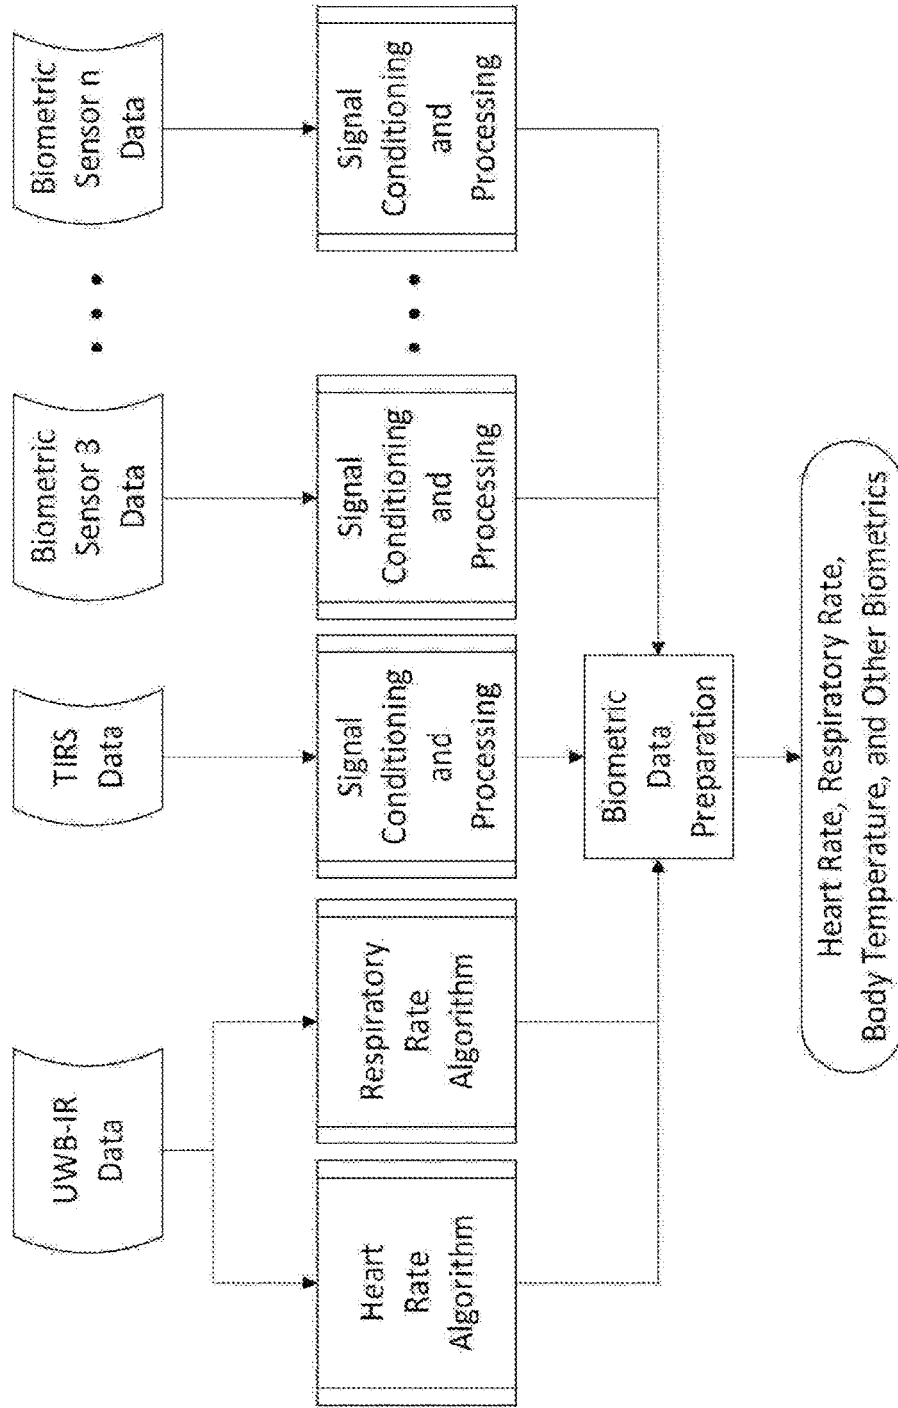 UWB-IR
Data
TIRS
Data
Biometric
Sensor 3
Data
Biometric
Sensor n
Data
Heart
Rate
Algorithm
Respiratory
Rate
Algorithm
Signal
Conditioning
and
Processing
Signal
Conditioning
and
Processing
Signal
Conditioning
and
Processing
Biometric
Data
Preparation
Heart Rate, Respiratory Rate,
Body Temperature, and Other Biometrics